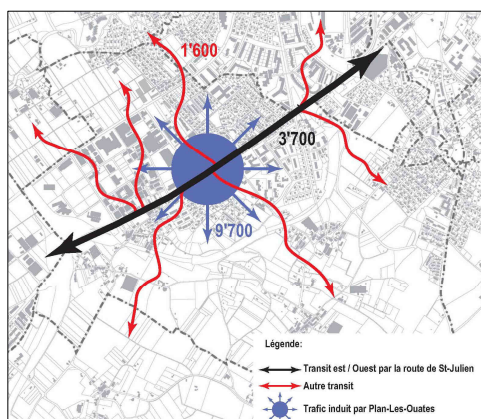 1'600
3'700
9'700
Légende:
Transit est / Ouest par la route de St-Julien
Autre transit
Trafic induit par Plan-Les-Ouates